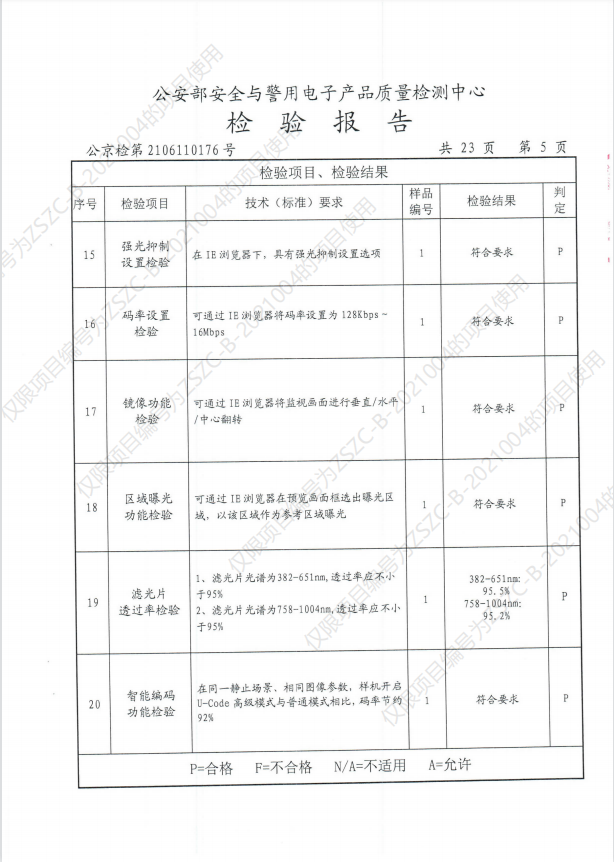 公安部安全与警用电子产品质量检测中心
检 验 报 告
公京检第 2106110176 号 共 23 页 第 5 页
检验项目、检验结果
序号 检验项目 技术（标准）要求 样品编号 检验结果 判定
15 强光抑制设置检验 在 IE 浏览器下，具有强光抑制设置选项 1 符合要求 P
16 码率设置检验 可通过 IE 浏览器将码率设置为 128Kbps～
16Mbps 1 符合要求 P
17 镜像功能检验 可通过 IE 浏览器将监视画面进行垂直/水平
/中心翻转 1 符合要求 P
18 区域曝光功能检验 可通过 IE 浏览器在预览画面框选出曝光区
域，以该区域作为参考区域曝光 1 符合要求 P
19 滤光片透过率检验 1、滤光片光谱为382-651nm,透过率应不小
于95%
2、滤光片光谱为758-1004nm,透过率应不小
于95% 1 382-651nm:
95.5%
758-1004nm:
95.2% P
20 智能编码功能检验 在同一静止场景、相同图像参数，样机开启
U-Code 高级模式与普通模式相比，码率节约
92% 1 符合要求 P
P=合格 F=不合格 N/A=不适用 A=允许
仅限项目编号为ZSZC-B-2021004的项目使用